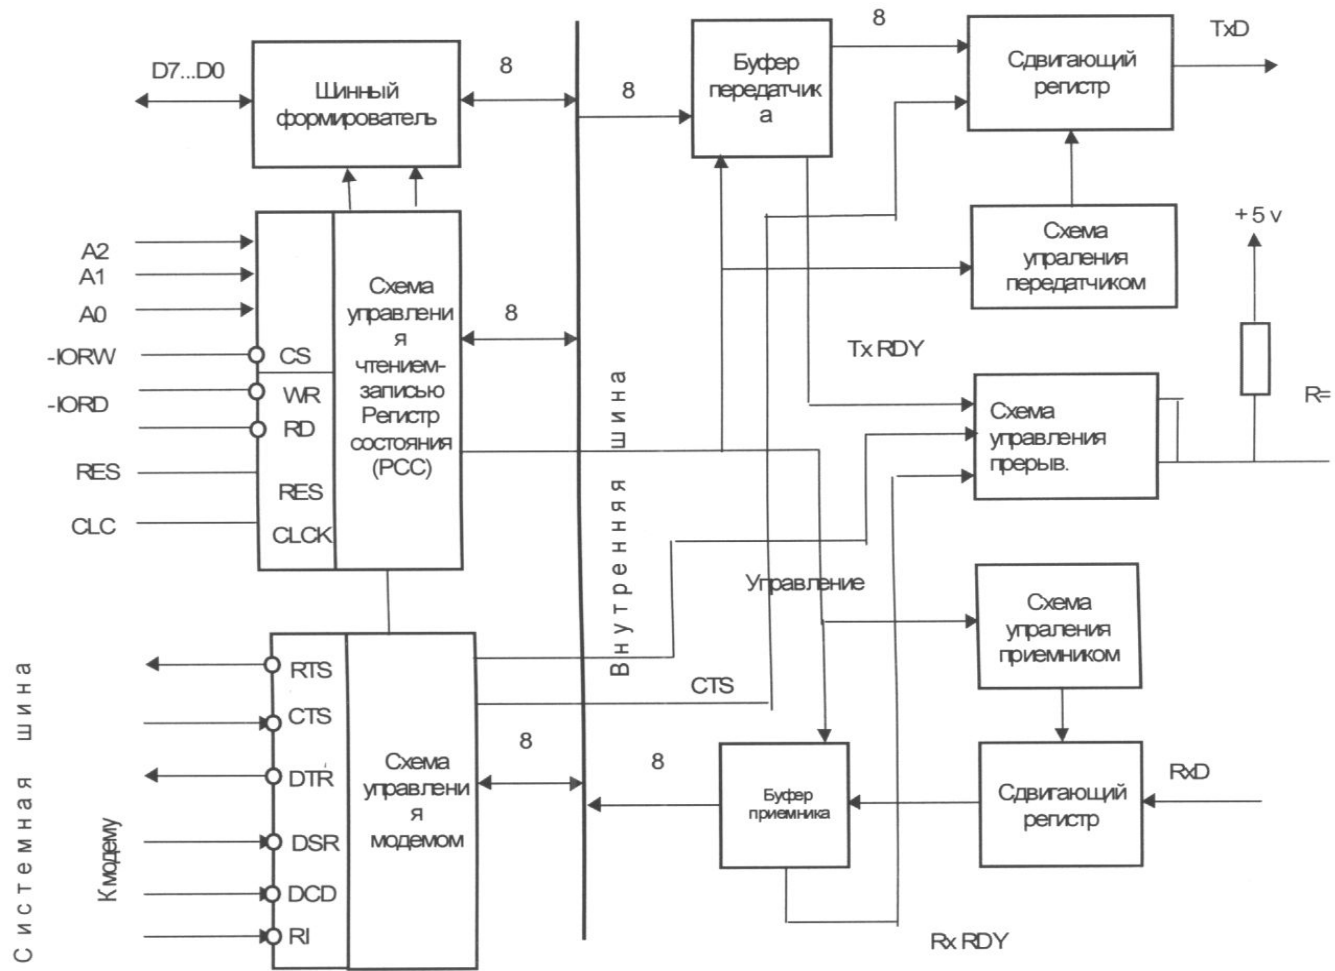 D7...D0
Шинный
формирователь
8
8
Буфер
передатчик
а
8
Сдвигающий
регистр
TxD
A2
A1
A0
-IORW
-IORD
RES
CLC
CS
WR
RD
RES
CLCK
Схема
управлени
я
чтением-
записью
Регистр
состояния
(РСС)
8
Внутренняя шина
Схема
упраления
передатчиком
+5 v
Tx RDY
Схема
управления
прерыв.
R=
Управление
Схема
упраления
приемником
Системная шина
К модему
RTS
CTS
DTR
DSR
DCD
RI
Схема
управлени
я
модемом
CTS
8
8
Буфер
приемника
Сдвигающий
регистр
RxD
Rx RDY